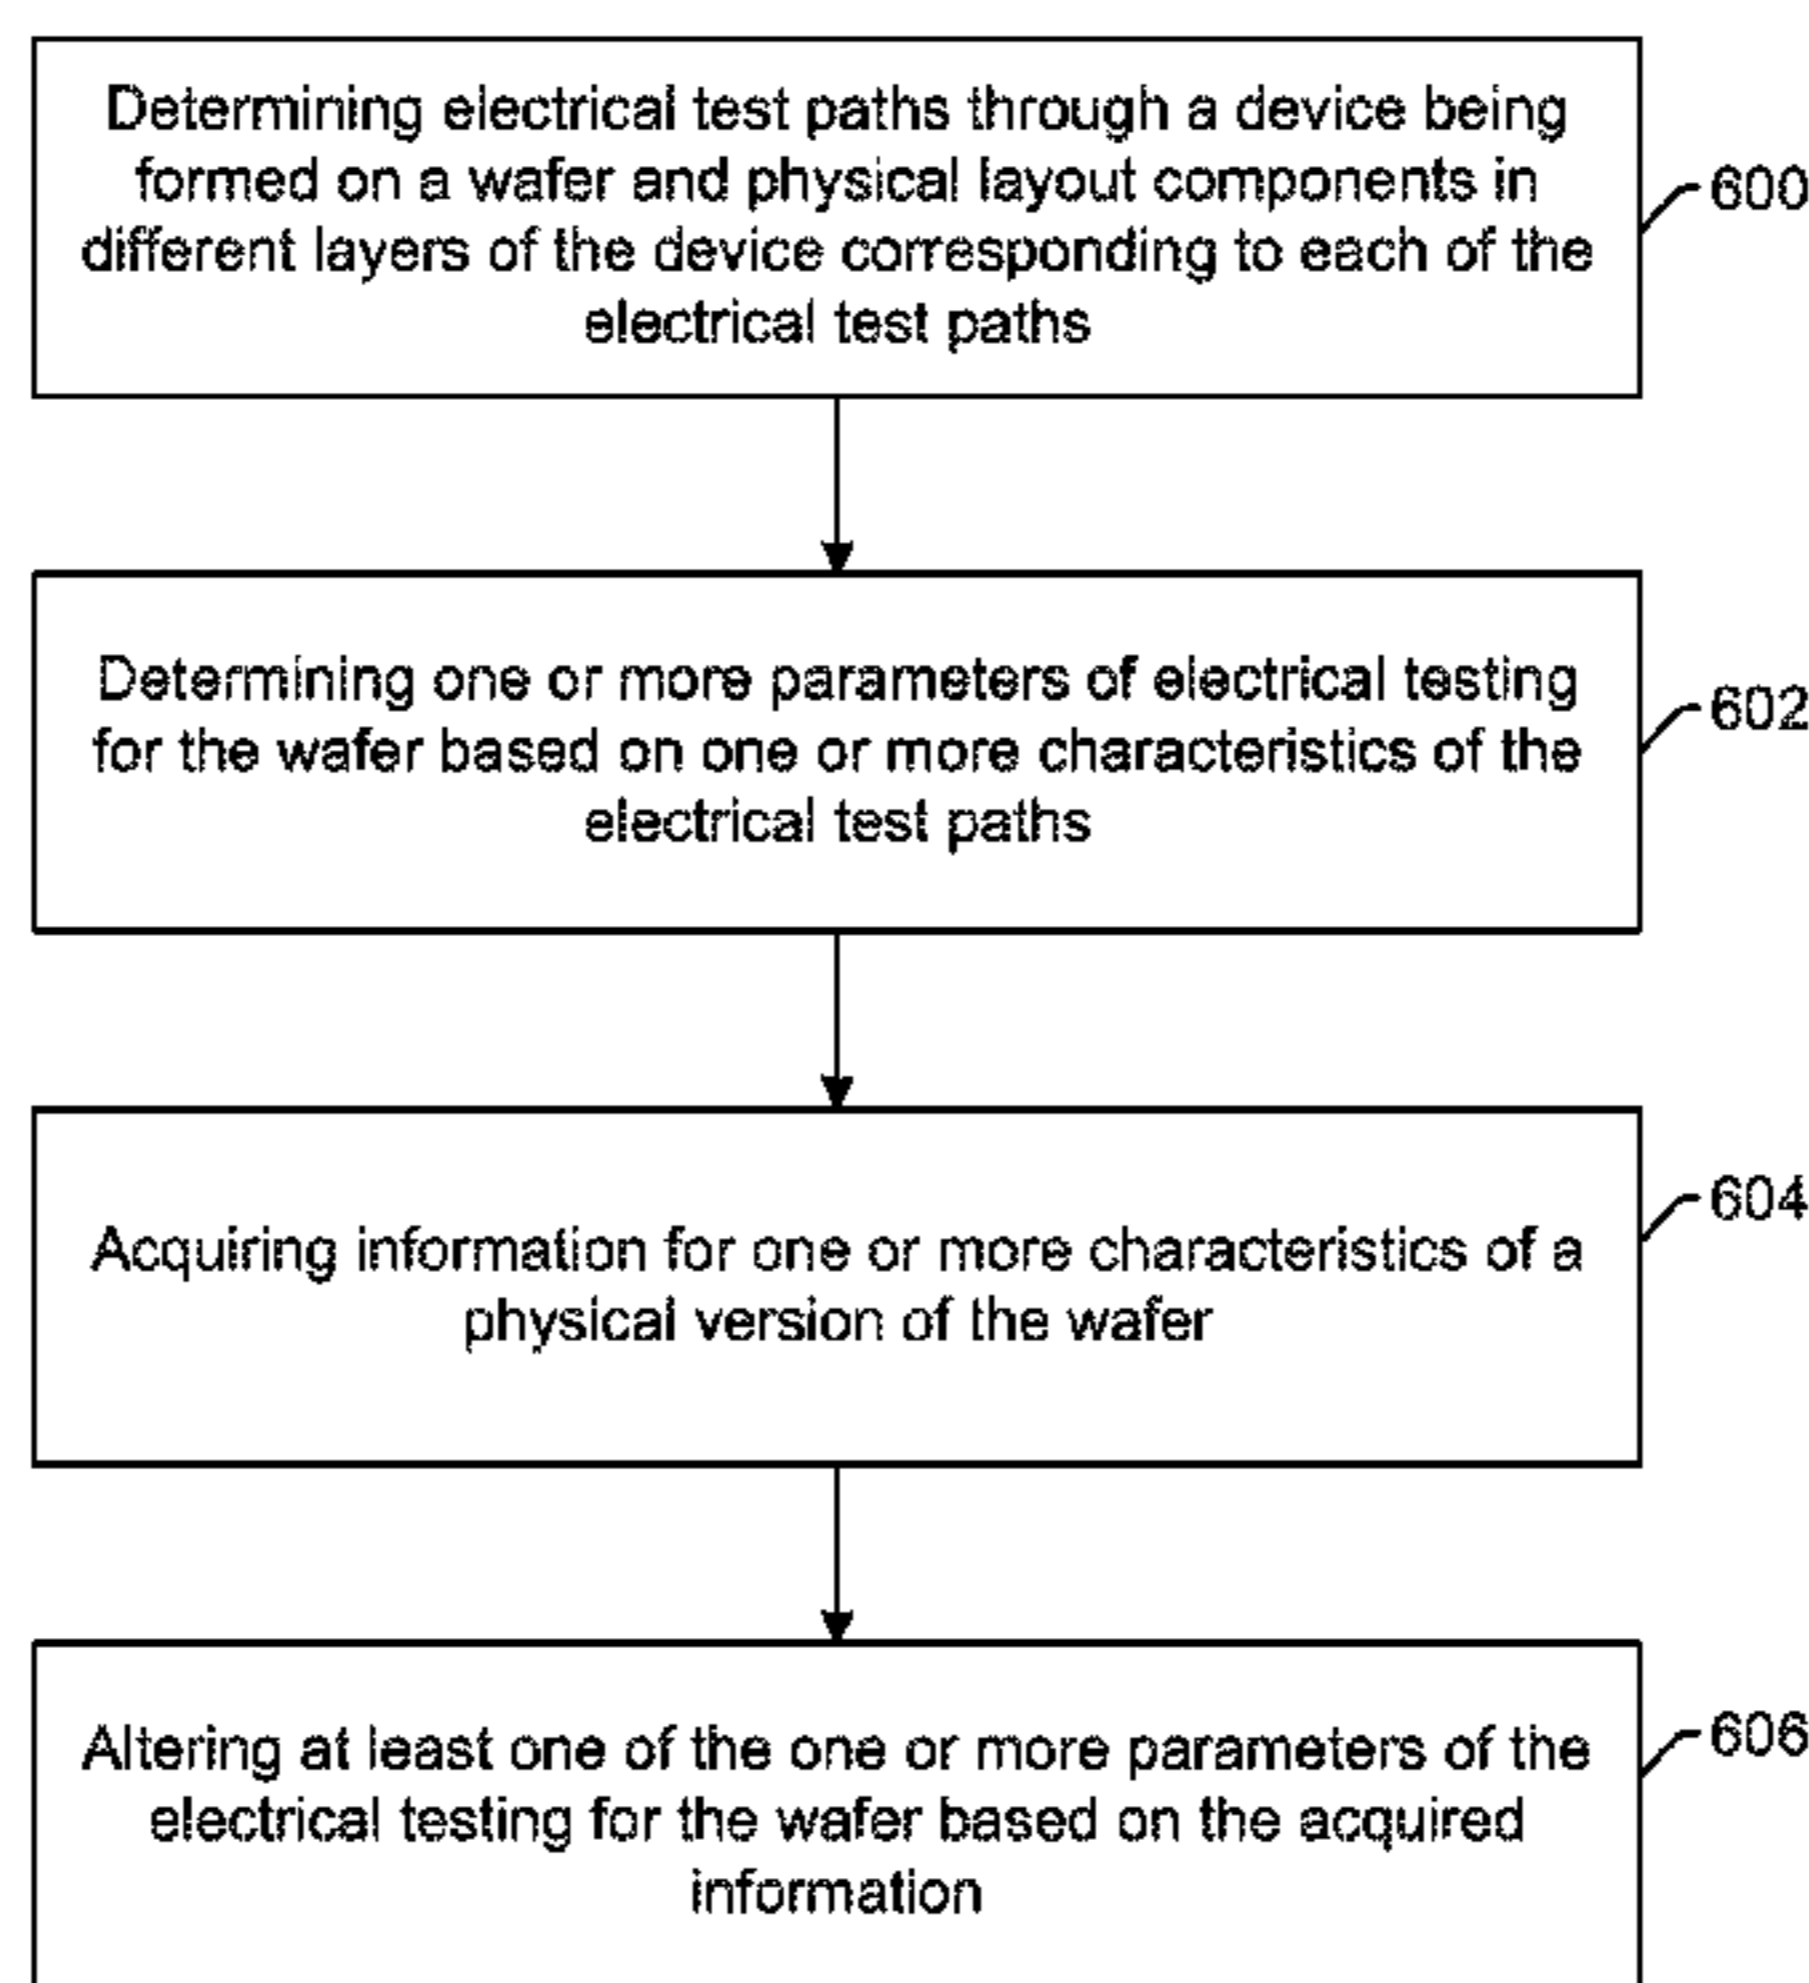 Determining electrical test paths through a device being
formed on a wafer and physical layout components in
different layers of the device corresponding to each of the
electrical test paths
600
Determining one or more parameters of electrical testing
for the wafer based on one or more characteristics of the
electrical test paths
602
Acquiring information for one or more characteristics of a
physical version of the wafer
604
Altering at least one of the one or more parameters of the
electrical testing for the wafer based on the acquired
information
606